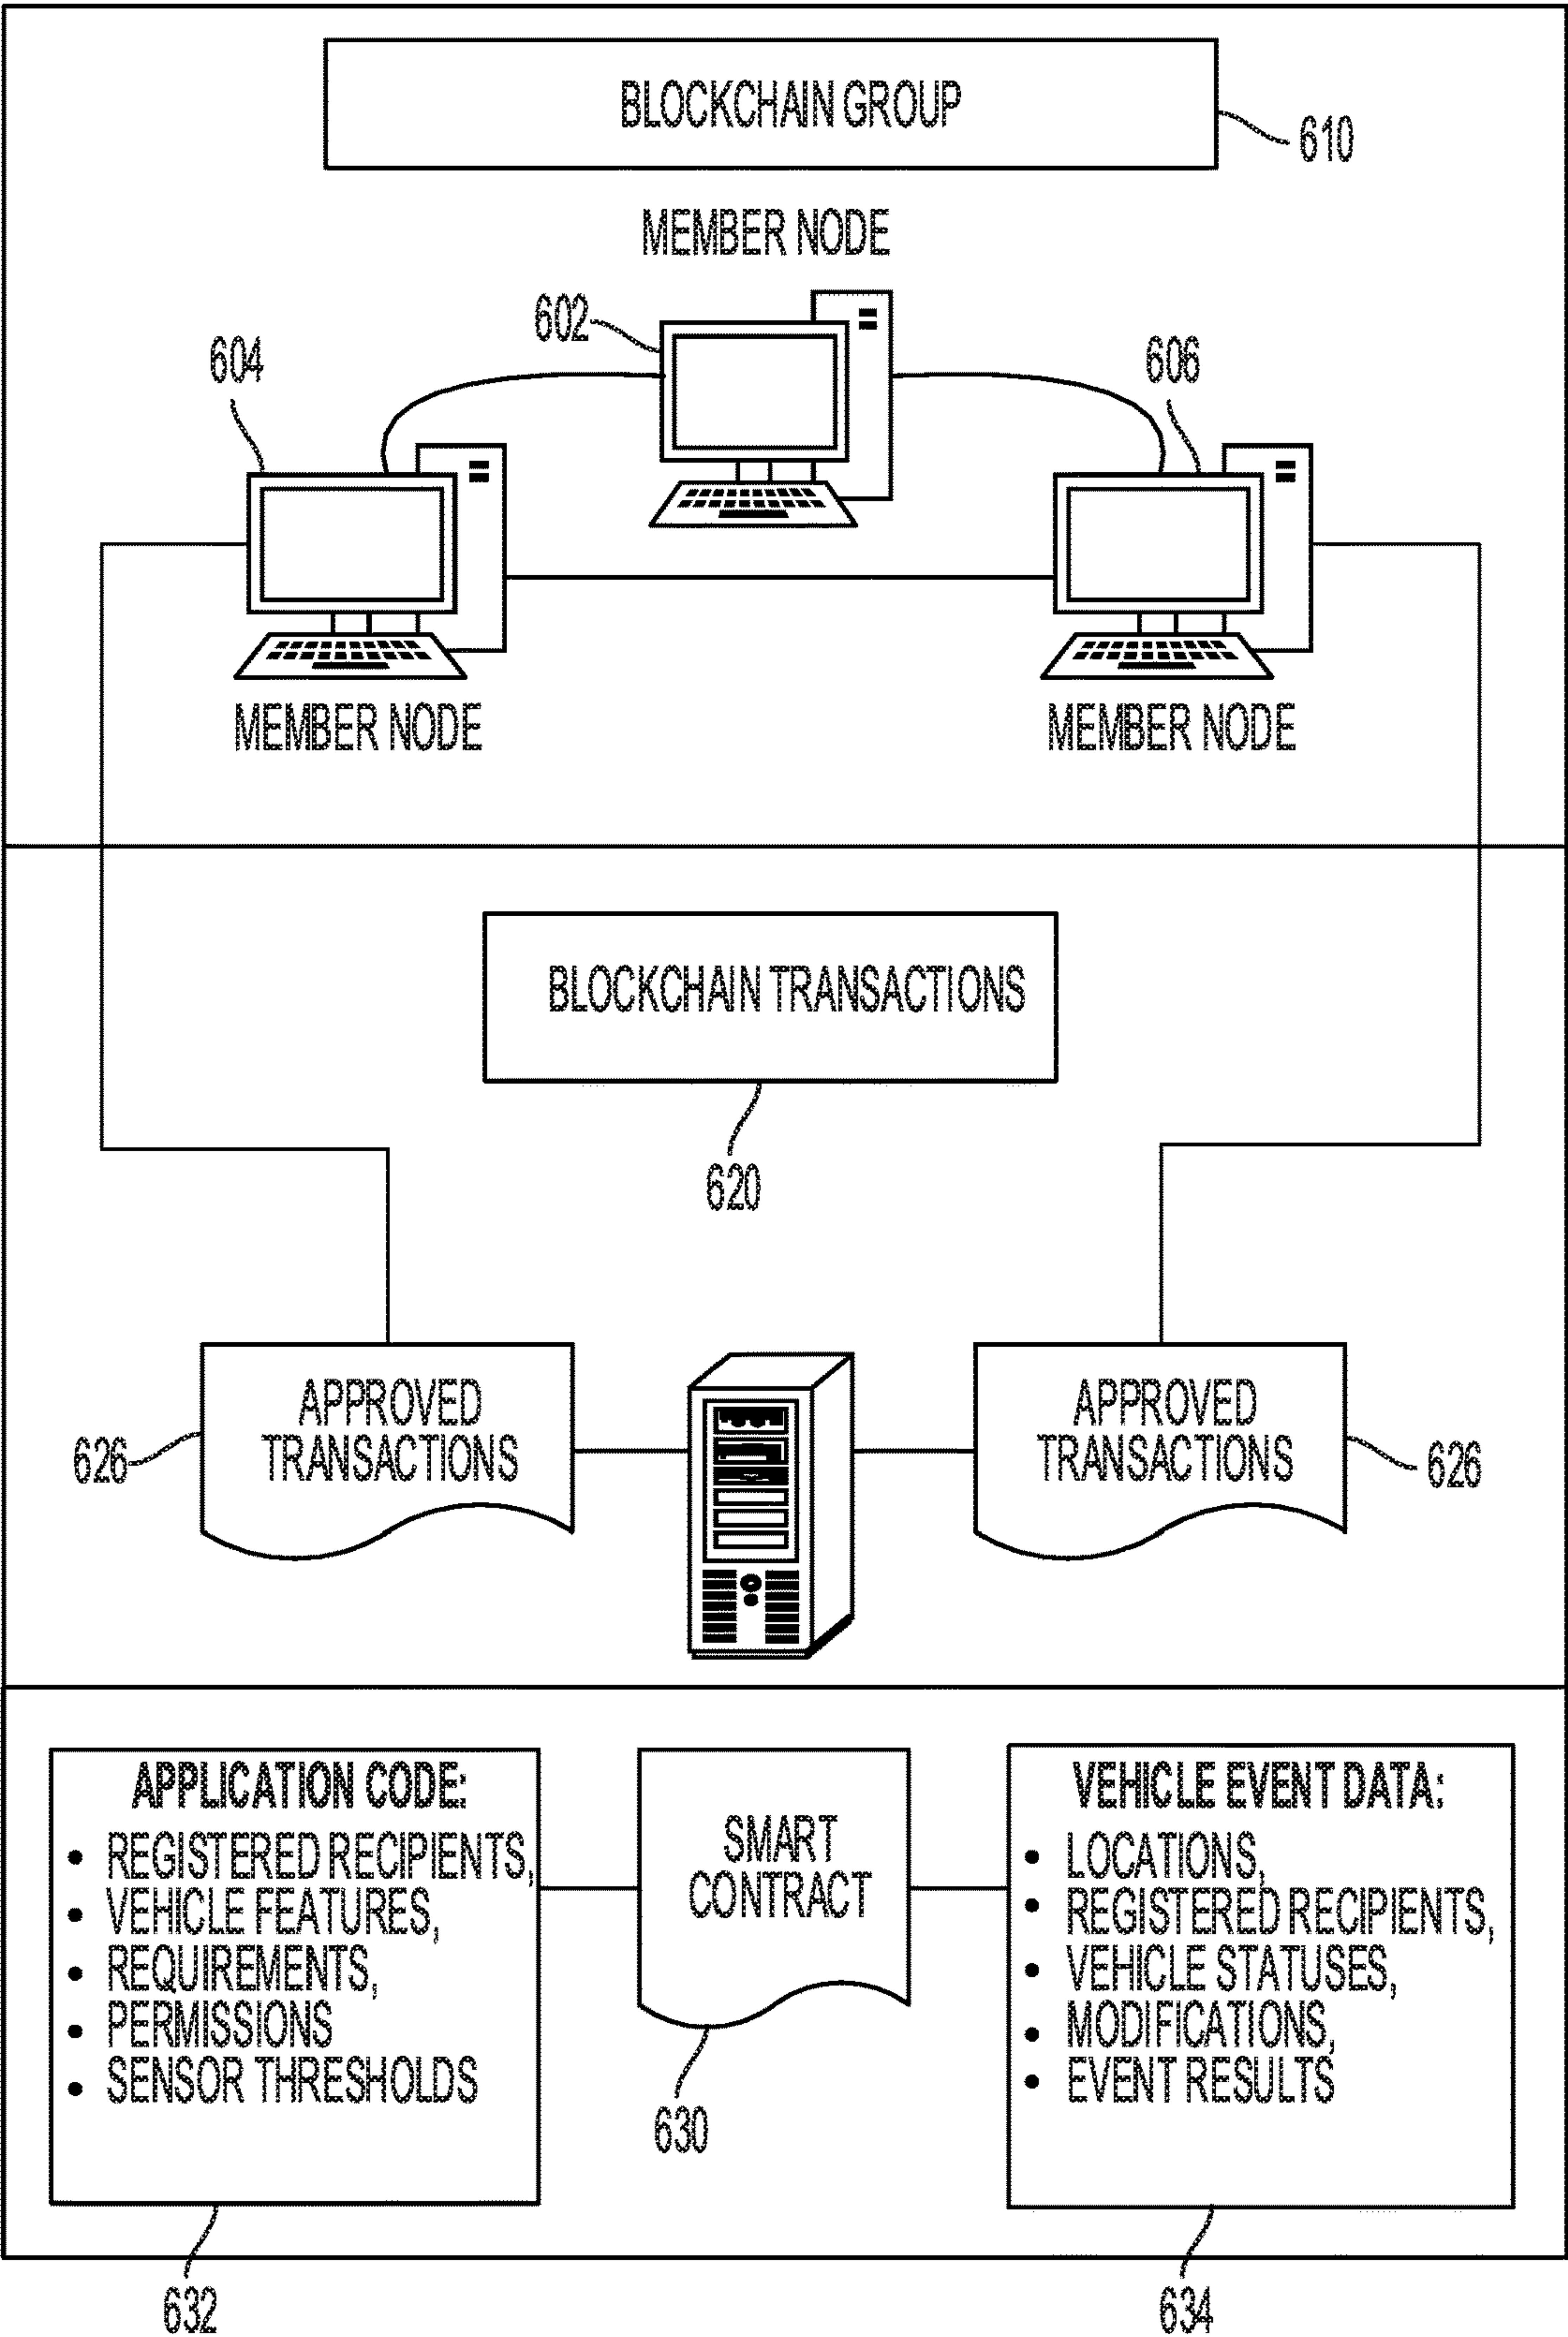 BLOCKCHAIN GROUP
610
MEMBER NODE
602
604
606
MEMBER NODE
MEMBER NODE
BLOCKCHAIN TRANSACTIONS
620
APPROVED
TRANSACTIONS
626
APPROVED
TRANSACTIONS
626
APPLICATION CODE:
• REGISTERED RECIPIENTS,
• VEHICLE FEATURES,
• REQUIREMENTS,
• PERMISSIONS
• SENSOR THRESHOLDS
632
SMART
CONTRACT
630
VEHICLE EVENT DATA:
• LOCATIONS,
• REGISTERED RECIPIENTS,
• VEHICLE STATUSES,
• MODIFICATIONS,
• EVENT RESULTS
634